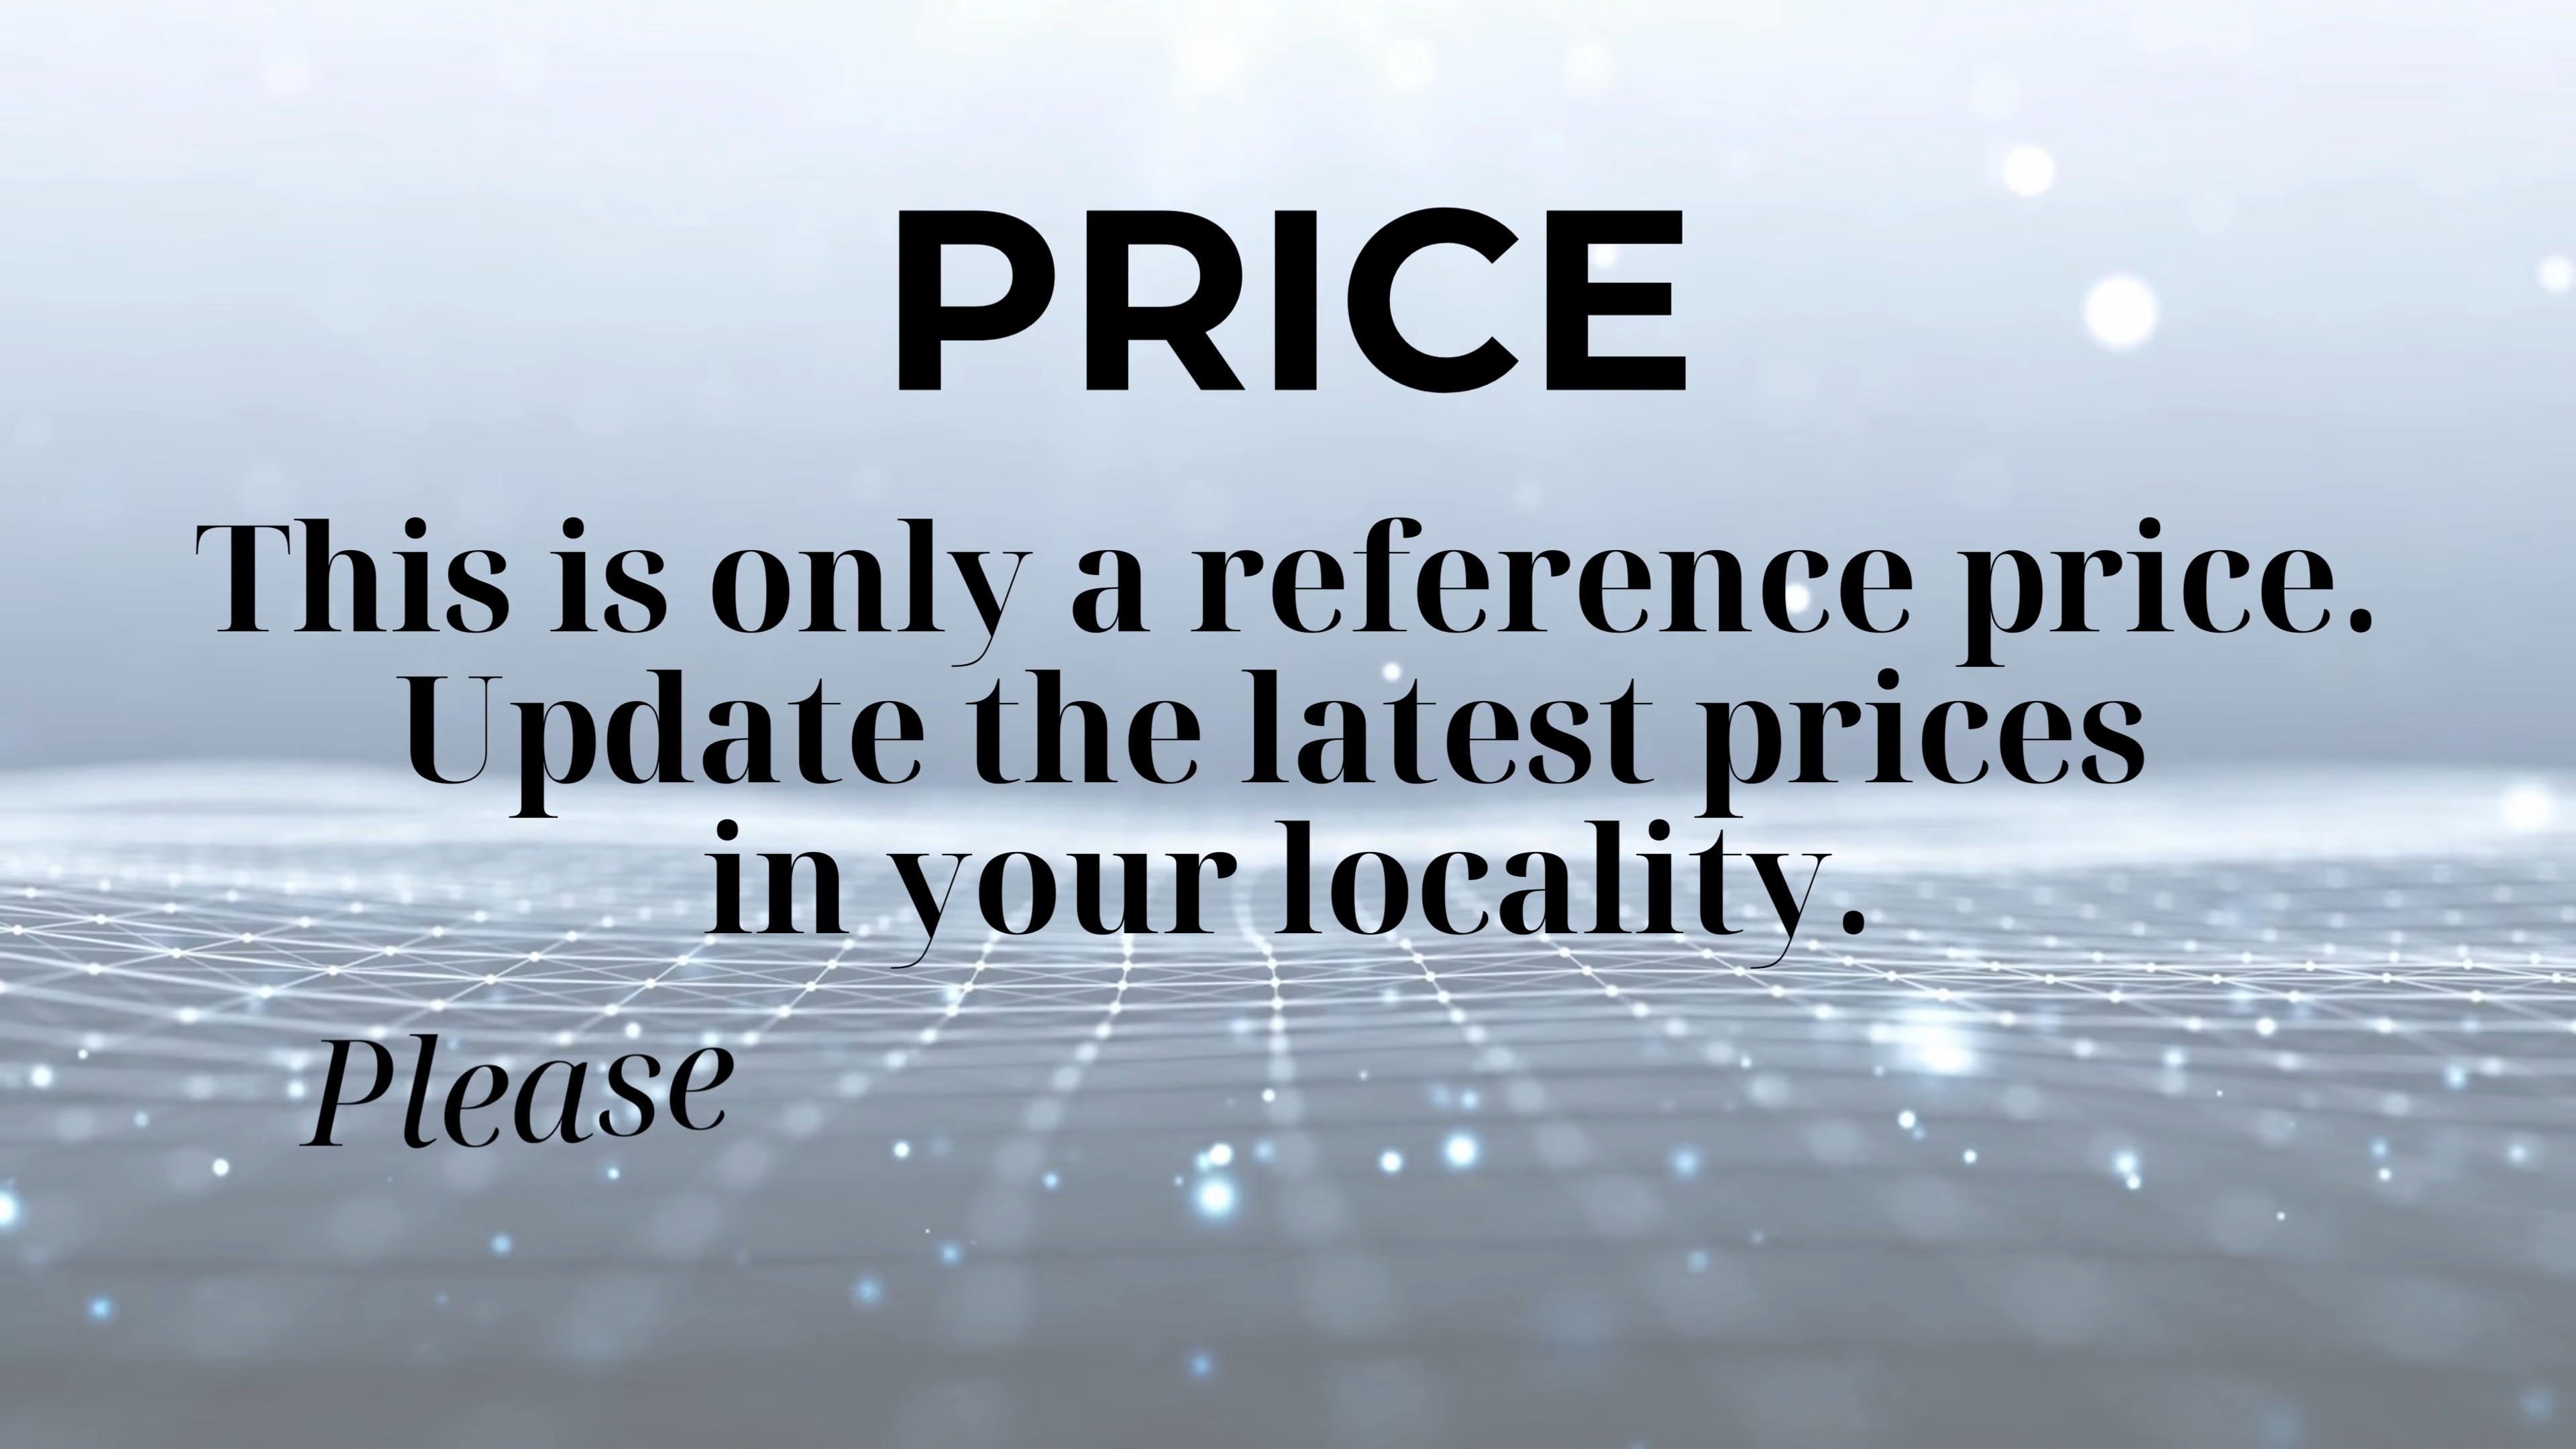 PRICE
This is only a reference price.
Update the latest prices
in your locality.
Please